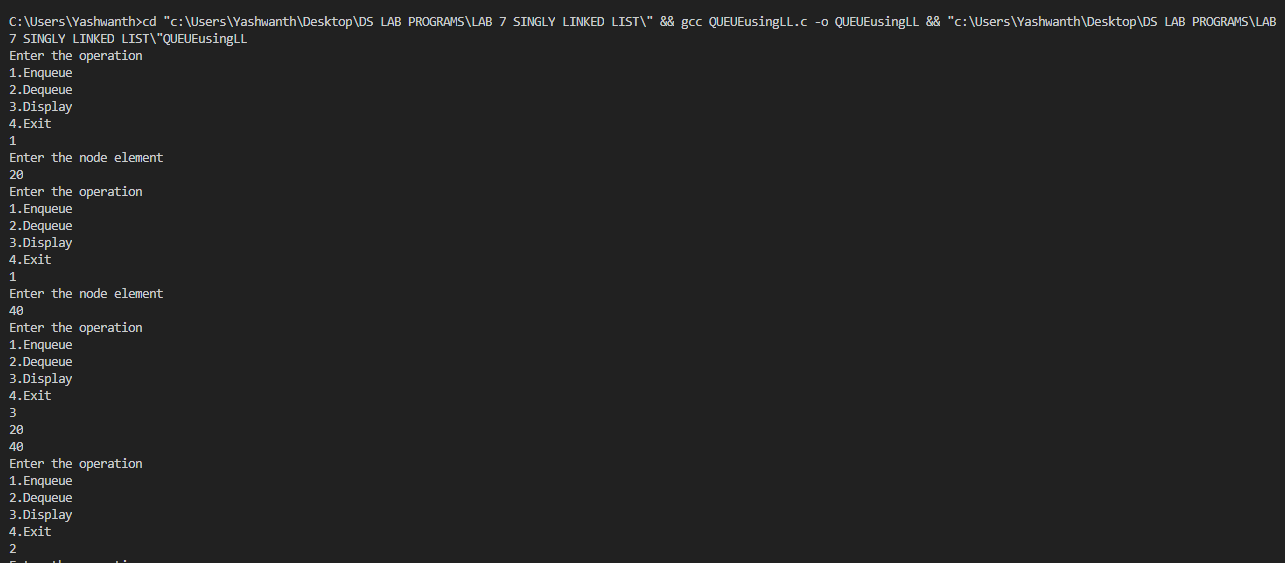 C:\Users\Yashwanth>cd "c:\Users\Yashwanth\Desktop\DS LAB PROGRAMS\LAB 7 SINGLY LINKED LIST\" && gcc QUEUEusingLL.c -o QUEUEusingLL && "c:\Users\Yashwanth\Desktop\DS LAB PROGRAMS\LAB
7 SINGLY LINKED LIST\"QUEUEusingLL
Enter the operation
1.Enqueue
2.Dequeue
3.Display
4.Exit
1
Enter the node element
20
Enter the operation
1.Enqueue
2.Dequeue
3.Display
4.Exit
1
Enter the node element
40
Enter the operation
1.Enqueue
2.Dequeue
3.Display
4.Exit
3
20
40
Enter the operation
1.Enqueue
2.Dequeue
3.Display
4.Exit
2